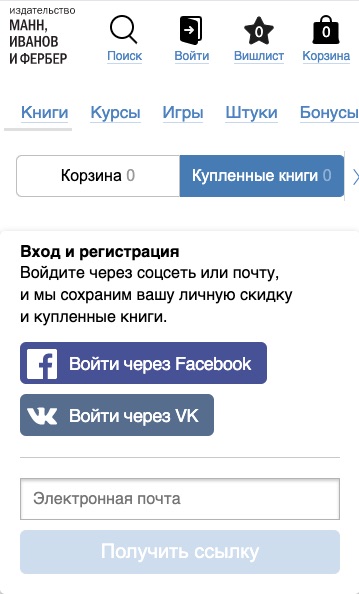 издательство
МАНН,
ИВАНОВ
И ФЕРБЕР
Поиск
Войти
0
Вишлист
0
Корзина
Книги Курсы Игры Штуки Бонусы
Корзина 0 Купленные книги 0
Вход и регистрация
Войдите через соцсеть или почту,
и мы сохраним вашу личную скидку
и купленные книги.
Войти через Facebook
Войти через VK
Электронная почта
Получить ссылку